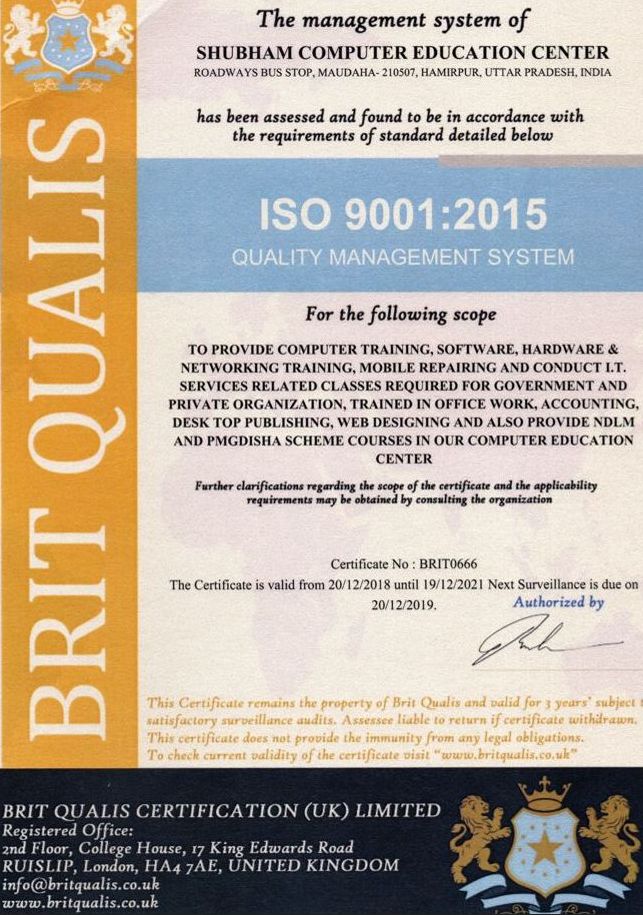 The management system of
SHUBHAM COMPUTER EDUCATION CENTER
ROADWAYS BUS STOP, MAUDAHA- 210507, HAMIRPUR, UTTAR PRADESH, INDIA
has been assessed and found to be in accordance with
the requirements of standard detailed below
BRIT QUALIS
ISO 9001:2015
QUALITY MANAGEMENT SYSTEM
For the following scope
TO PROVIDE COMPUTER TRAINING, SOFTWARE, HARDWARE &
NETWORKING TRAINING, MOBILE REPAIRING AND CONDUCT I.T.
SERVICES RELATED CLASSES REQUIRED FOR GOVERNMENT AND
PRIVATE ORGANIZATION, TRAINED IN OFFICE WORK, ACCOUNTING,
DESK TOP PUBLISHING, WEB DESIGNING AND ALSO PROVIDE NDLM
AND PMGDISHA SCHEME COURSES IN OUR COMPUTER EDUCATION
CENTER
Further clarifications regarding the scope of the certificate and the applicability
requirements may be obtained by consulting the organization
Certificate No : BRIT0666
The Certificate is valid from 20/12/2018 until 19/12/2021 Next Surveillance is due on
20/12/2019.
Authorized by
This Certificate remains the property of Brit Qualis and valid for 3 years' subject
satisfactory surveillance audits. Assessee liable to return if certificate withdrawn.
This certificate does not provide the immunity from any legal obligations.
To check current validity of the certificate visit "www.britqualis.co.uk"
BRIT QUALIS CERTIFICATION (UK) LIMITED
Registered Office:
2nd Floor, College House, 17 King Edwards Road
RUISLIP, London, HA4 7AE, UNITED KINGDOM
info@britqualis.co.uk
www.britqualis.co.uk